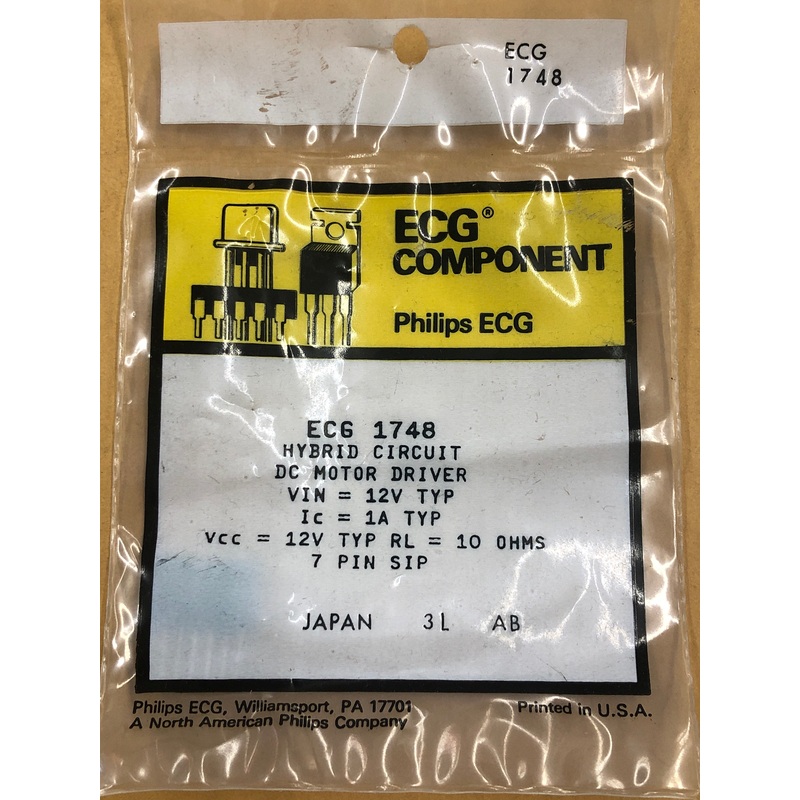 ECG
1748
ECG®
COMPONENT
Philips ECG
ECG 1748
HYBRID CIRCUIT
DC MOTOR DRIVER
VIN = 12V TYP
Ic = 1A TYP
Vcc = 12V TYP RL = 10 OHMS
7 PIN SIP
JAPAN 3L AB
Philips ECG, Williamsport, PA 17701
A North American Philips Company
Printed in U.S.A.